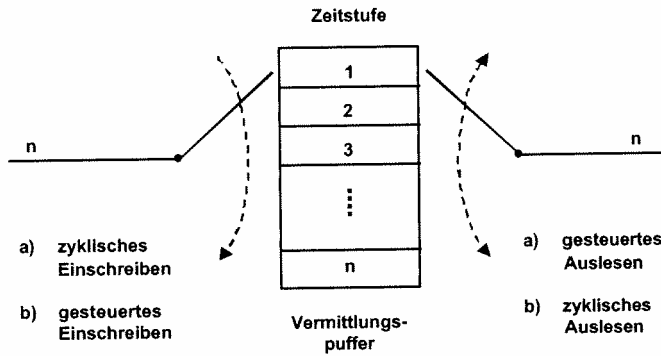 Zeitstufe
1
2
3
n
n
n
a) zyklisches
Einschreiben
b) gesteuertes
Einschreiben
a) gesteuertes
Auslesen
b) zyklisches
Auslesen
Vermittlungs-
puffer